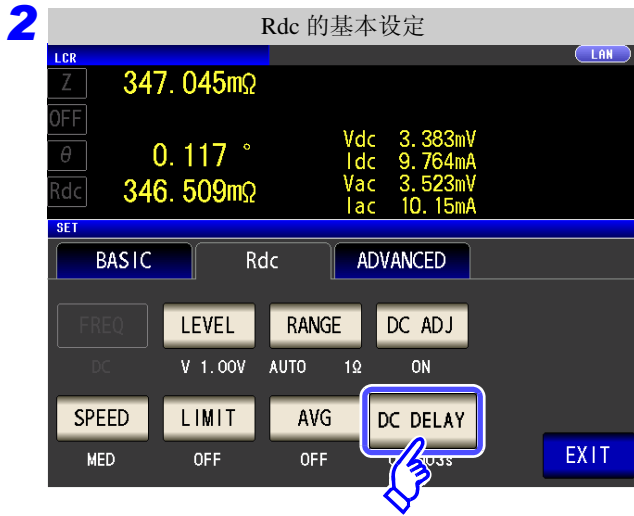 2
Rdc 的基本设定
LCR LAN
Z 347.045mΩ
OFF
Vdc 3.383mV
θ 0.117 ° Idc 9.764mA
Rdc 346.509mΩ Vac 3.523mV
Iac 10.15mA
SET
BASIC Rdc ADVANCED
FREQ LEVEL RANGE DC ADJ
DC V 1.00V AUTO 1Ω ON
SPEED LIMIT AVG DC DELAY
MED OFF OFF
EXIT